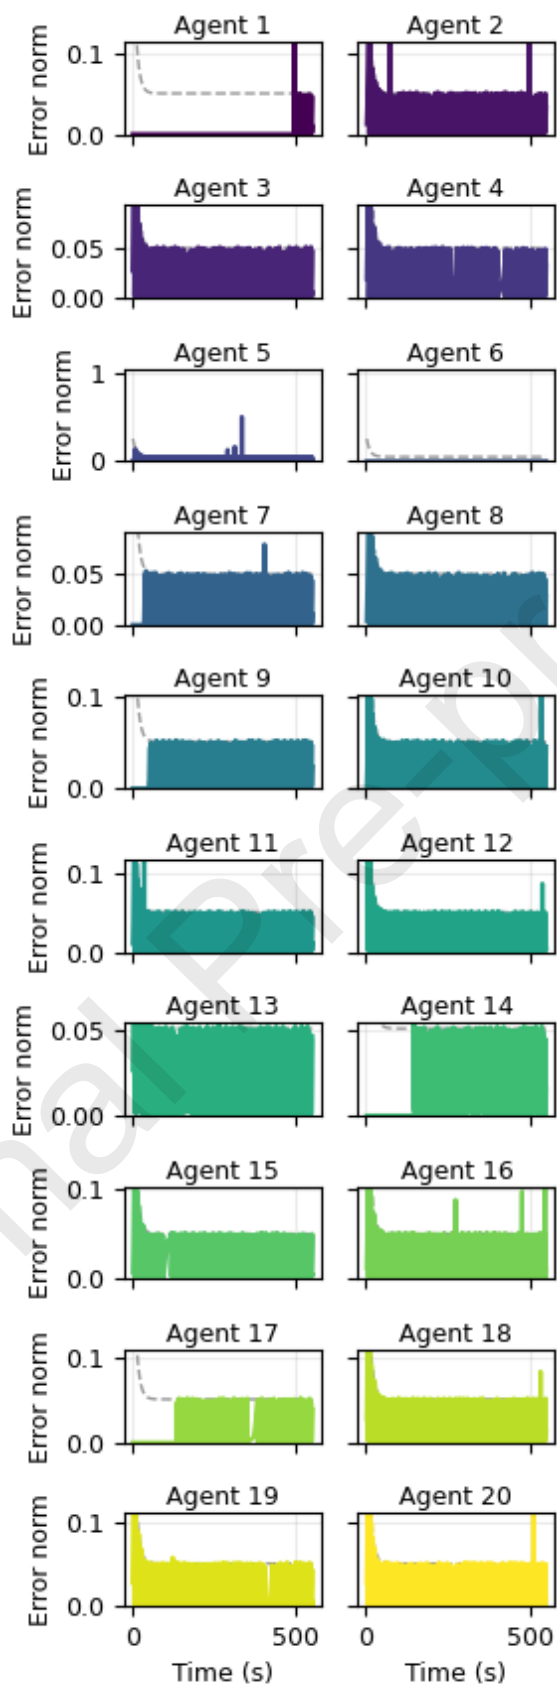 Agent 1 Agent 2
Error norm 0.1 0.0
Agent 3 Agent 4
Error norm 0.05 0.00
Agent 5 Agent 6
Error norm 1 0
Agent 7 Agent 8
Error norm 0.05 0.00
Agent 9 Agent 10
Error norm 0.1 0.0
Agent 11 Agent 12
Error norm 0.1 0.0
Agent 13 Agent 14
Error norm 0.05 0.00
Agent 15 Agent 16
Error norm 0.1 0.0
Agent 17 Agent 18
Error norm 0.1 0.0
Agent 19 Agent 20
Error norm 0.1 0.0
0 500 0 500
Time (s) Time (s)
nal Pre-pr